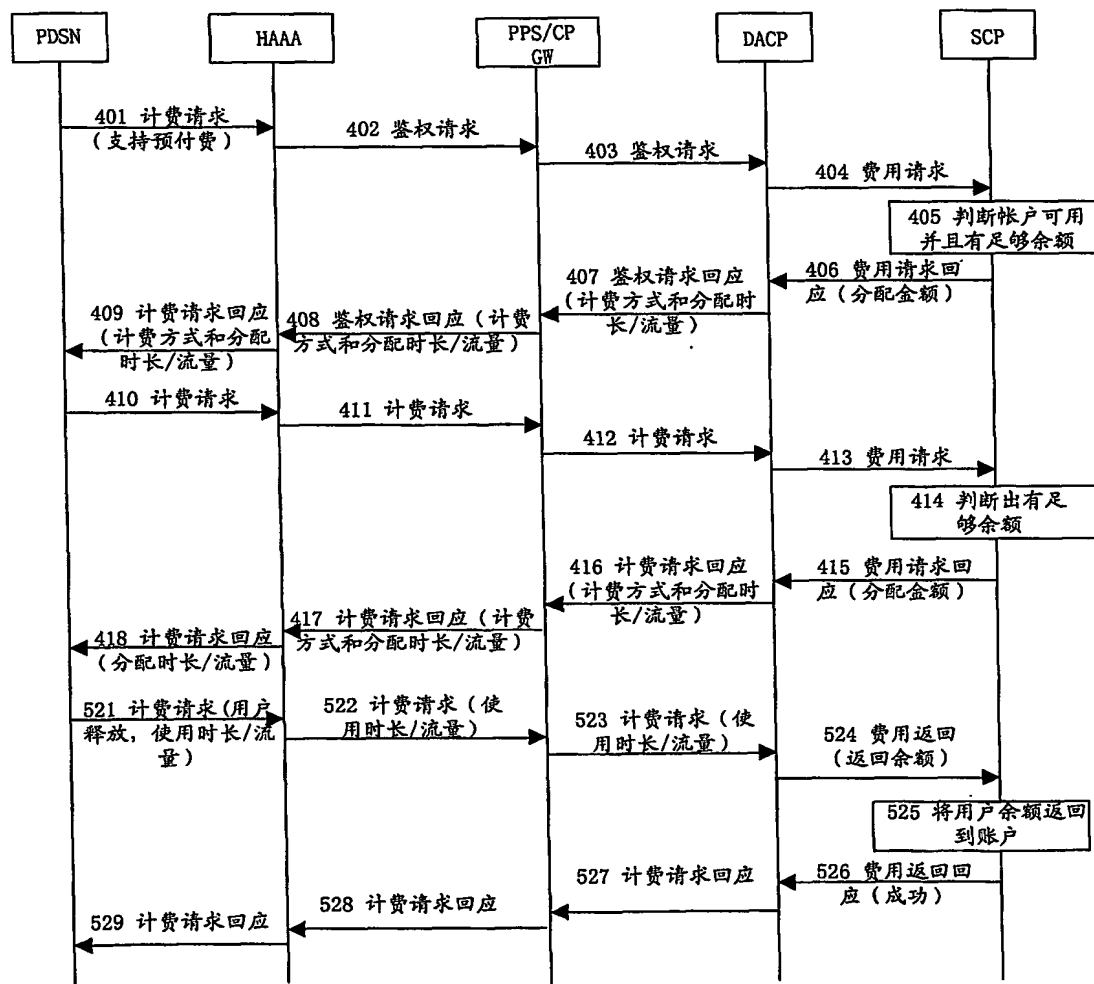 PDSN
HAAA
PPS/CP
GW
DACP
SCP
401 计费请求
(支持预付费)
402 鉴权请求
403 鉴权请求
404 费用请求
405 判断帐户可用
并且有足够余额
406 费用请求回
应(分配金额)
407 鉴权请求回应
(计费方式和分配时
长/流量)
408 鉴权请求回应(计费
方式和分配时长/流量)
409 计费请求回应
(计费方式和分配
时长/流量)
410 计费请求
411 计费请求
412 计费请求
413 费用请求
414 判断出有足
够余额
415 费用请求回
应(分配金额)
416 计费请求回应
(计费方式和分配时
长/流量)
417 计费请求回应(计费
方式和分配时长/流量)
418 计费请求回应
(分配时长/流量)
521 计费请求(用户
释放，使用时长/流
量)
522 计费请求(使
用时长/流量)
523 计费请求(使
用时长/流量)
524 费用返回
(返回余额)
525 将用户余额返回
到账户
526 费用返回回
应(成功)
527 计费请求回应
528 计费请求回应
529 计费请求回应